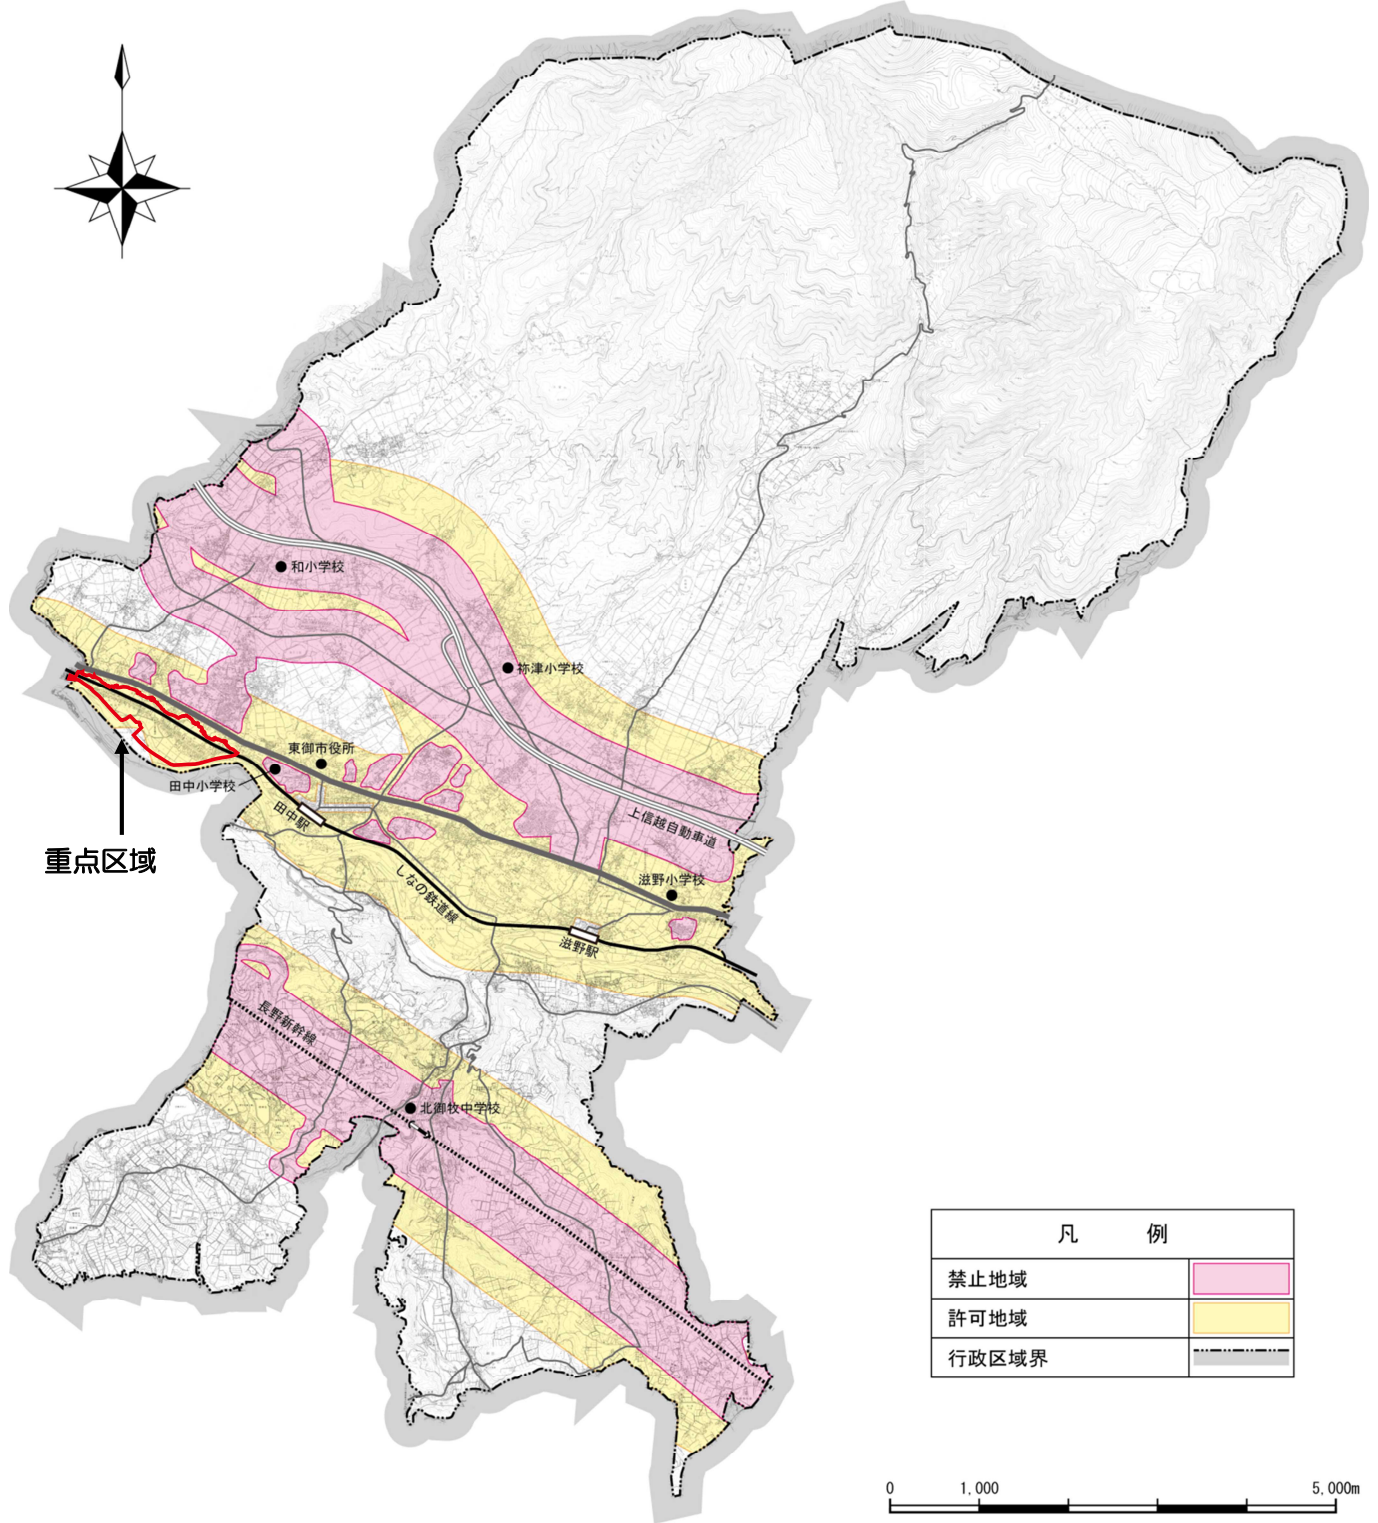 和小学校
祢津小学校
東御市役所
田中小学校
田中駅
上信越自動車道
重点区域
しなの鉄道線
滋野小学校
滋野駅
長野新幹線
北御牧中学校
凡 例
禁止地域
許可地域
行政区域界
0 1,000 5,000m